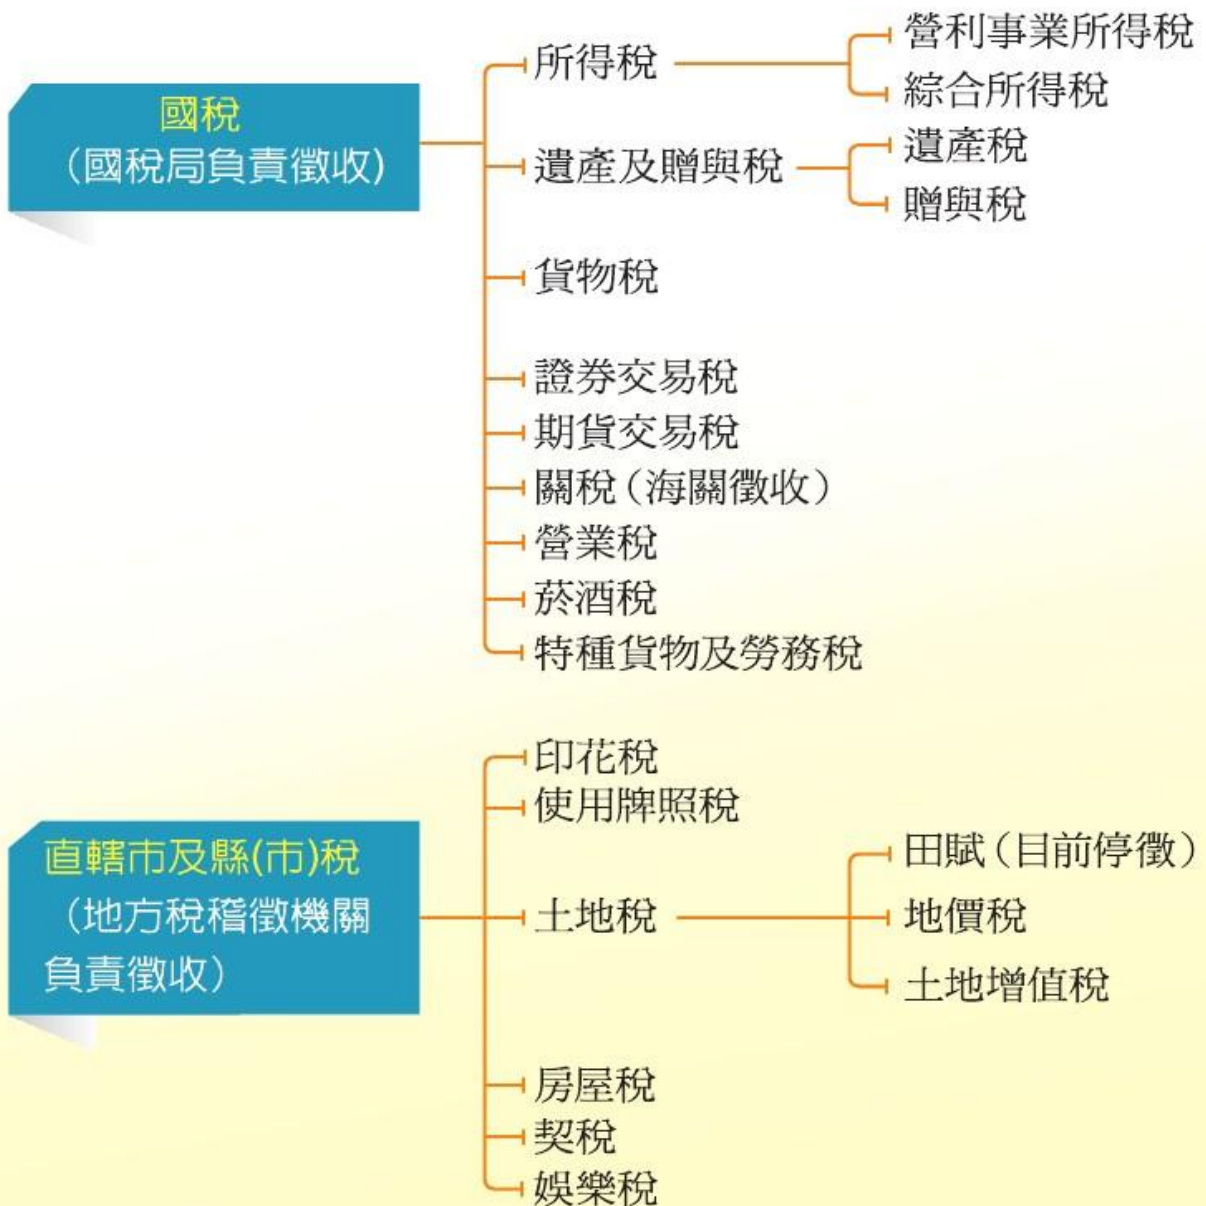 國稅
（國稅局負責徵收)
所得稅
營利事業所得稅
綜合所得稅
遺產及贈與稅
遺產稅
贈與稅
貨物稅
證券交易稅
期貨交易稅
關稅（海關徵收）
營業稅
菸酒稅
特種貨物及勞務稅
直轄市及縣(市)稅
（地方稅稽徵機關
負責徵收）
印花稅
使用牌照稅
土地稅
田賦（目前停徵）
地價稅
土地增值稅
房屋稅
契稅
娛樂稅